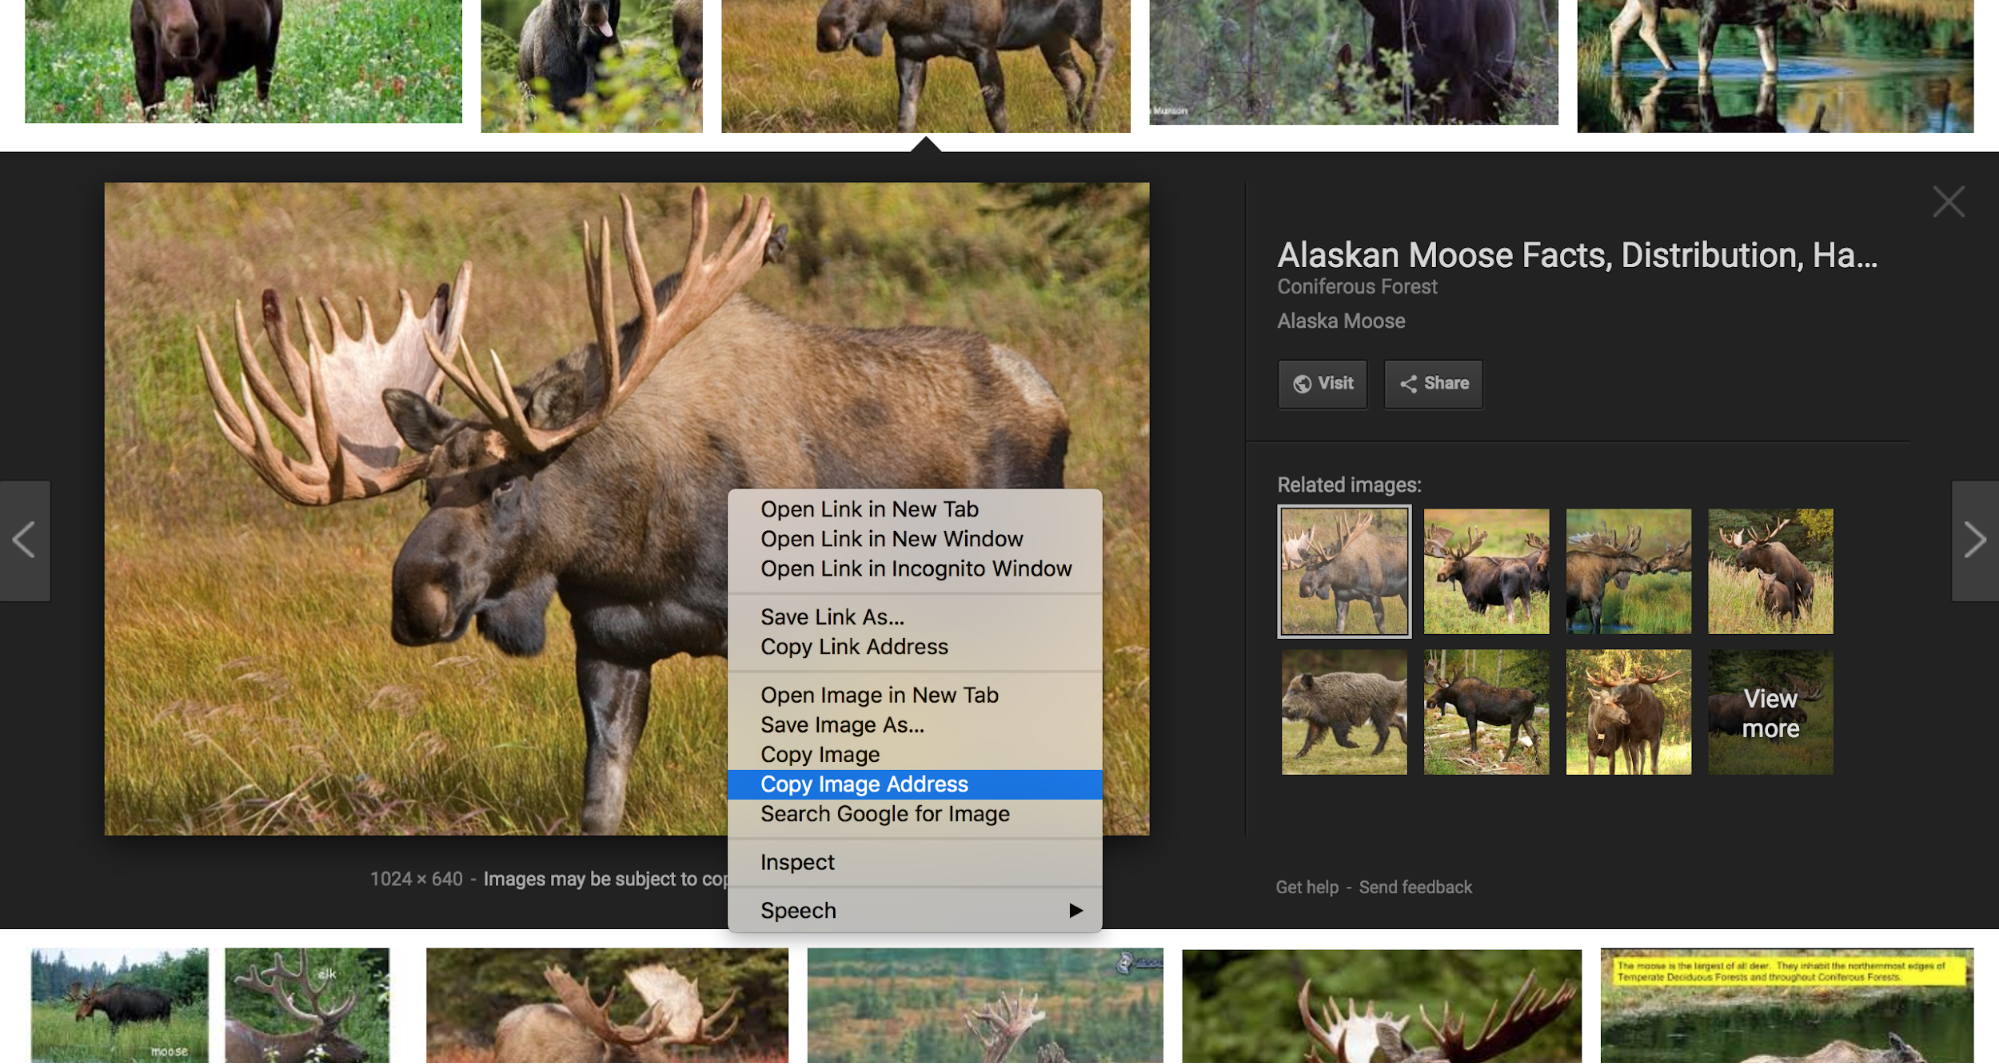 Munson
Alaskan Moose Facts, Distribution, Ha...
Coniferous Forest
Alaska Moose
Visit
Share
Related images:
View
more
Open Link in New Tab
Open Link in New Window
Open Link in Incognito Window
Save Link As...
Copy Link Address
Open Image in New Tab
Save Image As...
Copy Image
Copy Image Address
Search Google for Image
Inspect
Speech
1024 × 640 - Images may be subject to cop
Get help - Send feedback
elk
moose
The moose is the largest of all deer. They inhabit the northernmost edges of
Temperate Deciduous Forests and throughout Coniferous Forests.